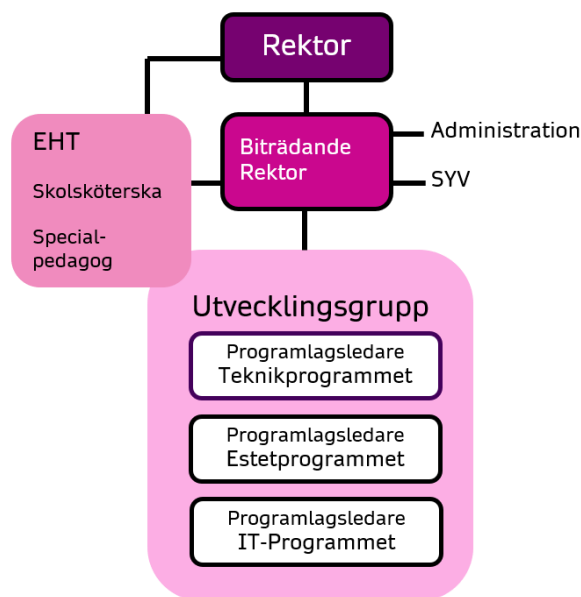 Rektor
EHT
Skolsköterska
Special-
pedagog
Biträdande
Rektor
Administration
SYV
Utvecklingsgrupp
Programlagsledare
Teknikprogrammet
Programlagsledare
Estetprogrammet
Programlagsledare
IT-Programmet